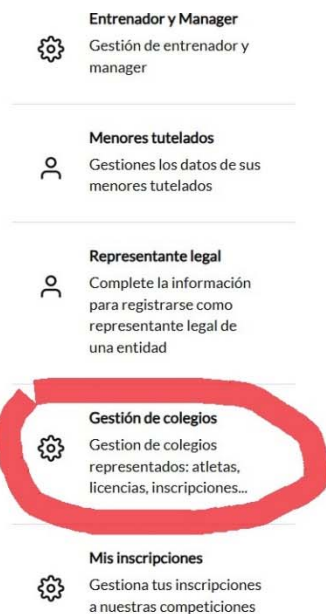 Entrenador y Manager
Gestión de entrenador y
manager
Menores tutelados
Gestiones los datos de sus
menores tutelados
Representante legal
Complete la información
para registrarse como
representante legal de
una entidad
Gestión de colegios
Gestion de colegios
representados: atletas,
licencias, inscripciones...
Mis inscripciones
Gestiona tus inscripciones
a nuestras competiciones